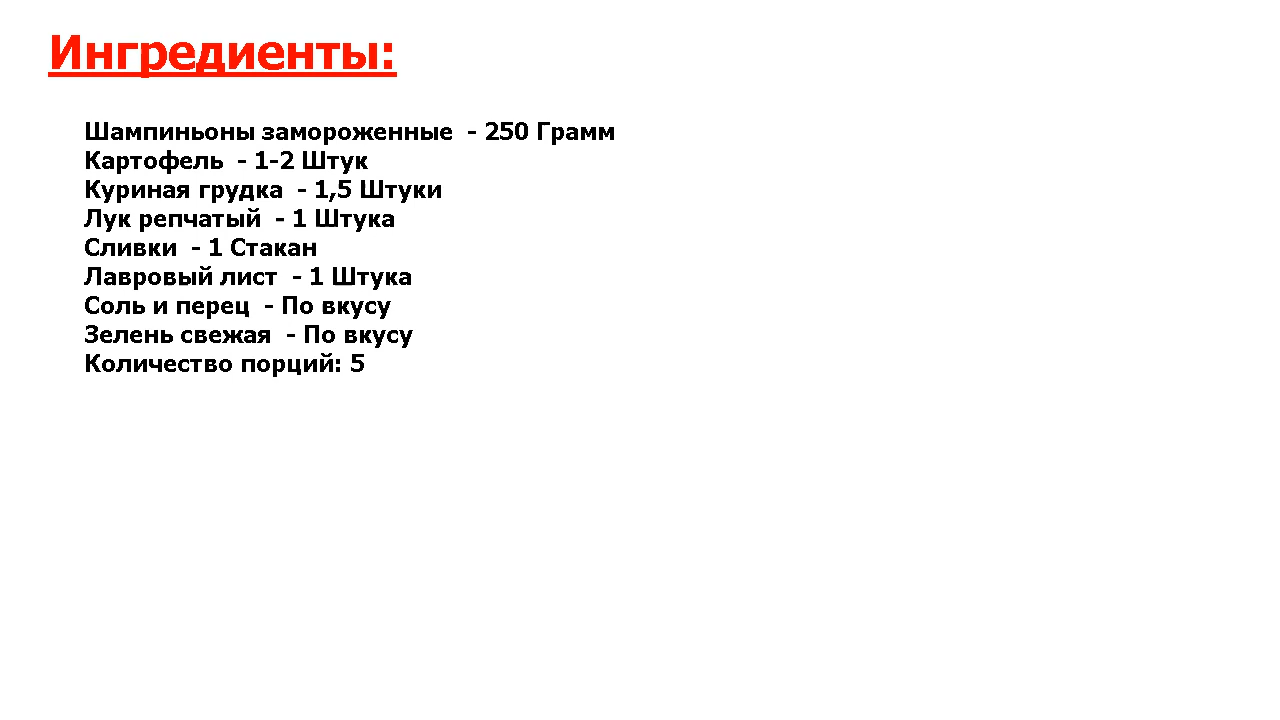 Ингредиенты:
Шампиньоны замороженные - 250 Грамм
Картофель - 1-2 Штук
Куриная грудка - 1,5 Штуки
Лук репчатый - 1 Штука
Сливки - 1 Стакан
Лавровый лист - 1 Штука
Соль и перец - По вкусу
Зелень свежая - По вкусу
Количество порций: 5